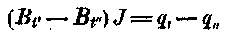 (B_{t'} − B_{t''}) J = q_t − q_n